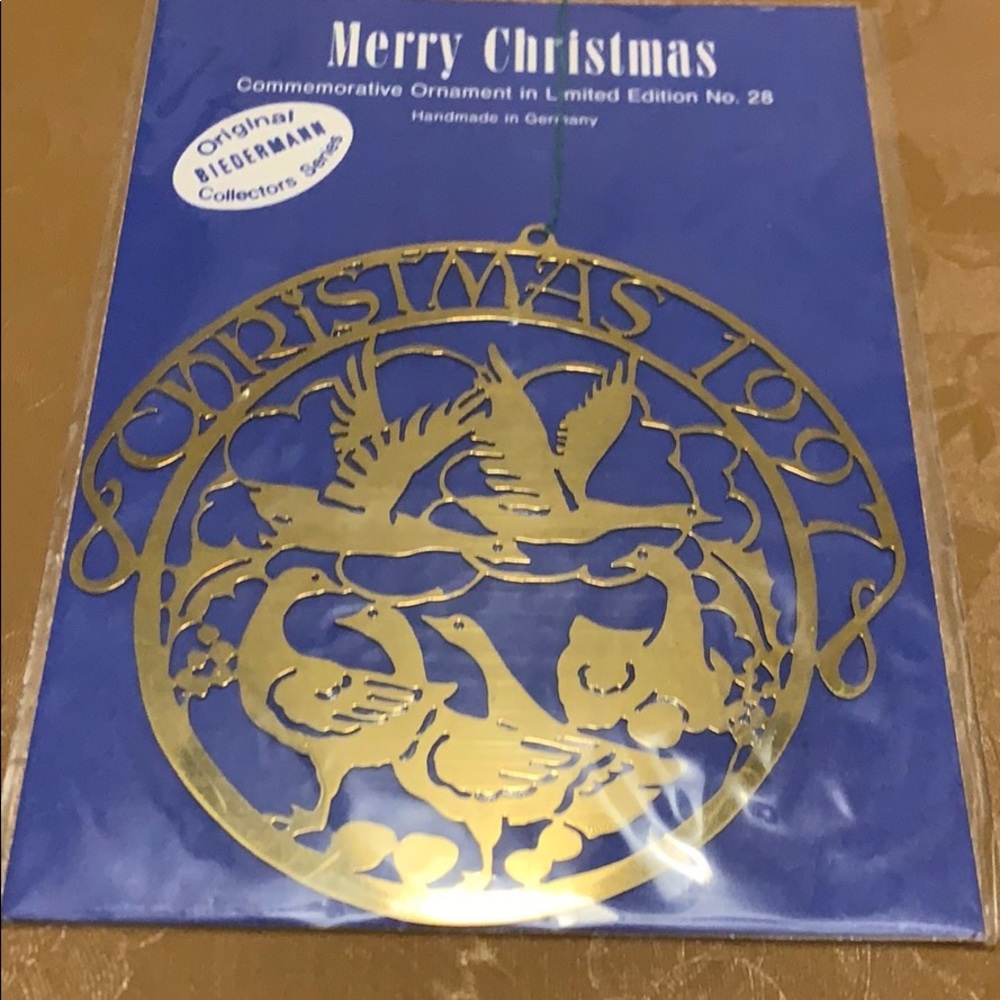 Merry Christmas
Commemorative Ornament in Limited Edition No. 28
Handmade in Germany
Original
BIEDERMANN
Collectors Series
CHRISTMAS 1997